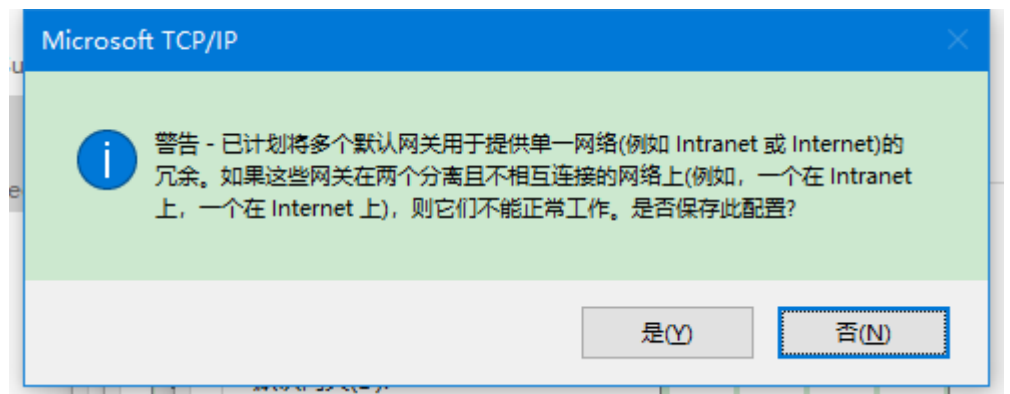 Microsoft TCP/IP
警告 - 已计划将多个默认网关用于提供单一网络(例如 Intranet 或 Internet)的
冗余。如果这些网关在两个分离且不相互连接的网络上(例如，一个在 Intranet
上，一个在 Internet 上)，则它们不能正常工作。是否保存此配置?
是(Y)
否(N)